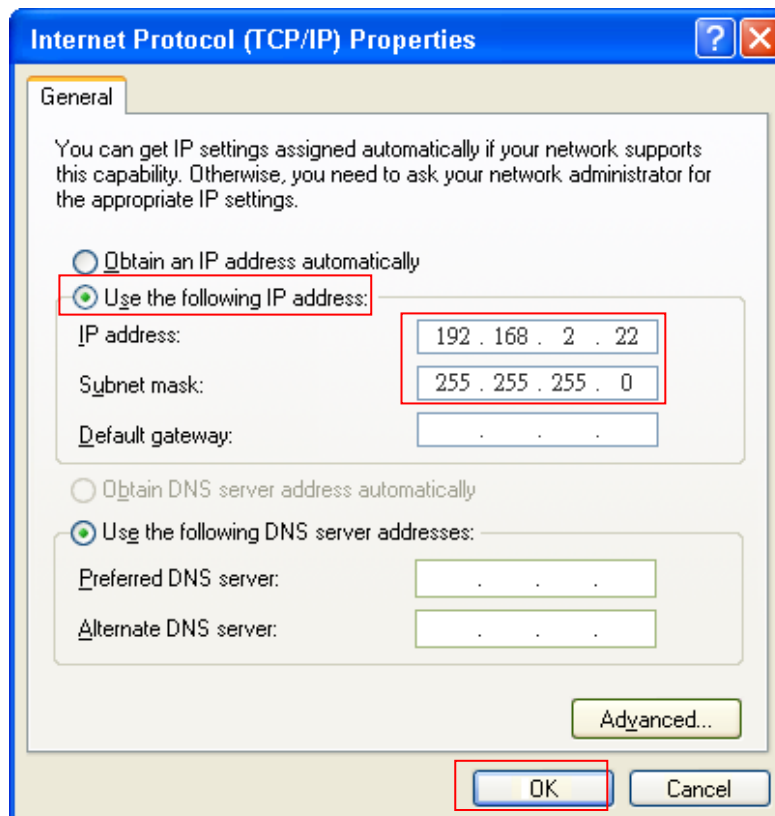 Internet Protocol (TCP/IP) Properties
General
You can get IP settings assigned automatically if your network supports
this capability. Otherwise, you need to ask your network administrator for
the appropriate IP settings.
Obtain an IP address automatically
Use the following IP address:
IP address: 192 . 168 . 2 . 22
Subnet mask: 255 . 255 . 255 . 0
Default gateway: . . .
Obtain DNS server address automatically
Use the following DNS server addresses:
Preferred DNS server: . . .
Alternate DNS server: . . .
Advanced...
OK Cancel